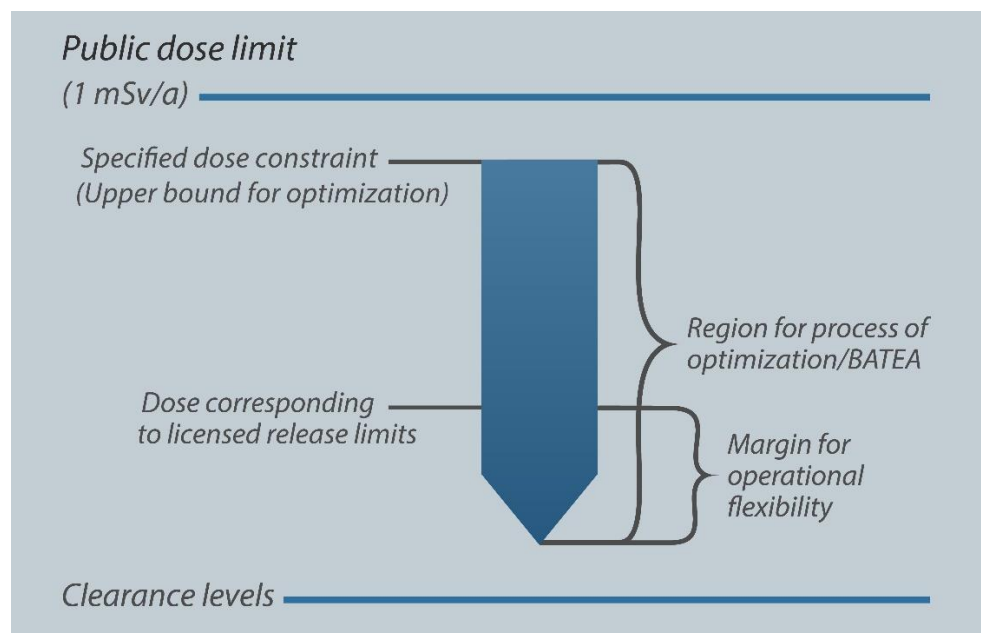 Public dose limit
(1 mSv/a)
Specified dose constraint
(Upper bound for optimization)
Region for process of
optimization/BATEA
Dose corresponding
to licensed release limits
Margin for
operational
flexibility
Clearance levels